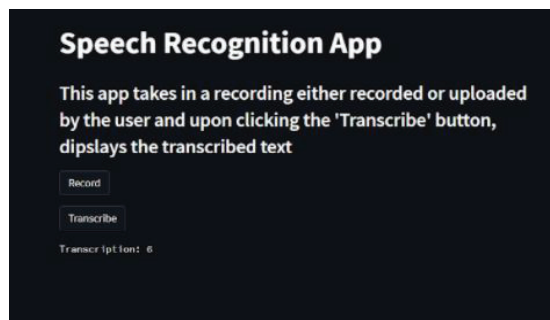 Speech Recognition App
This app takes in a recording either recorded or uploaded
by the user and upon clicking the 'Transcribe' button,
dipslays the transcribed text
Record
Transcribe
Transcription: 6